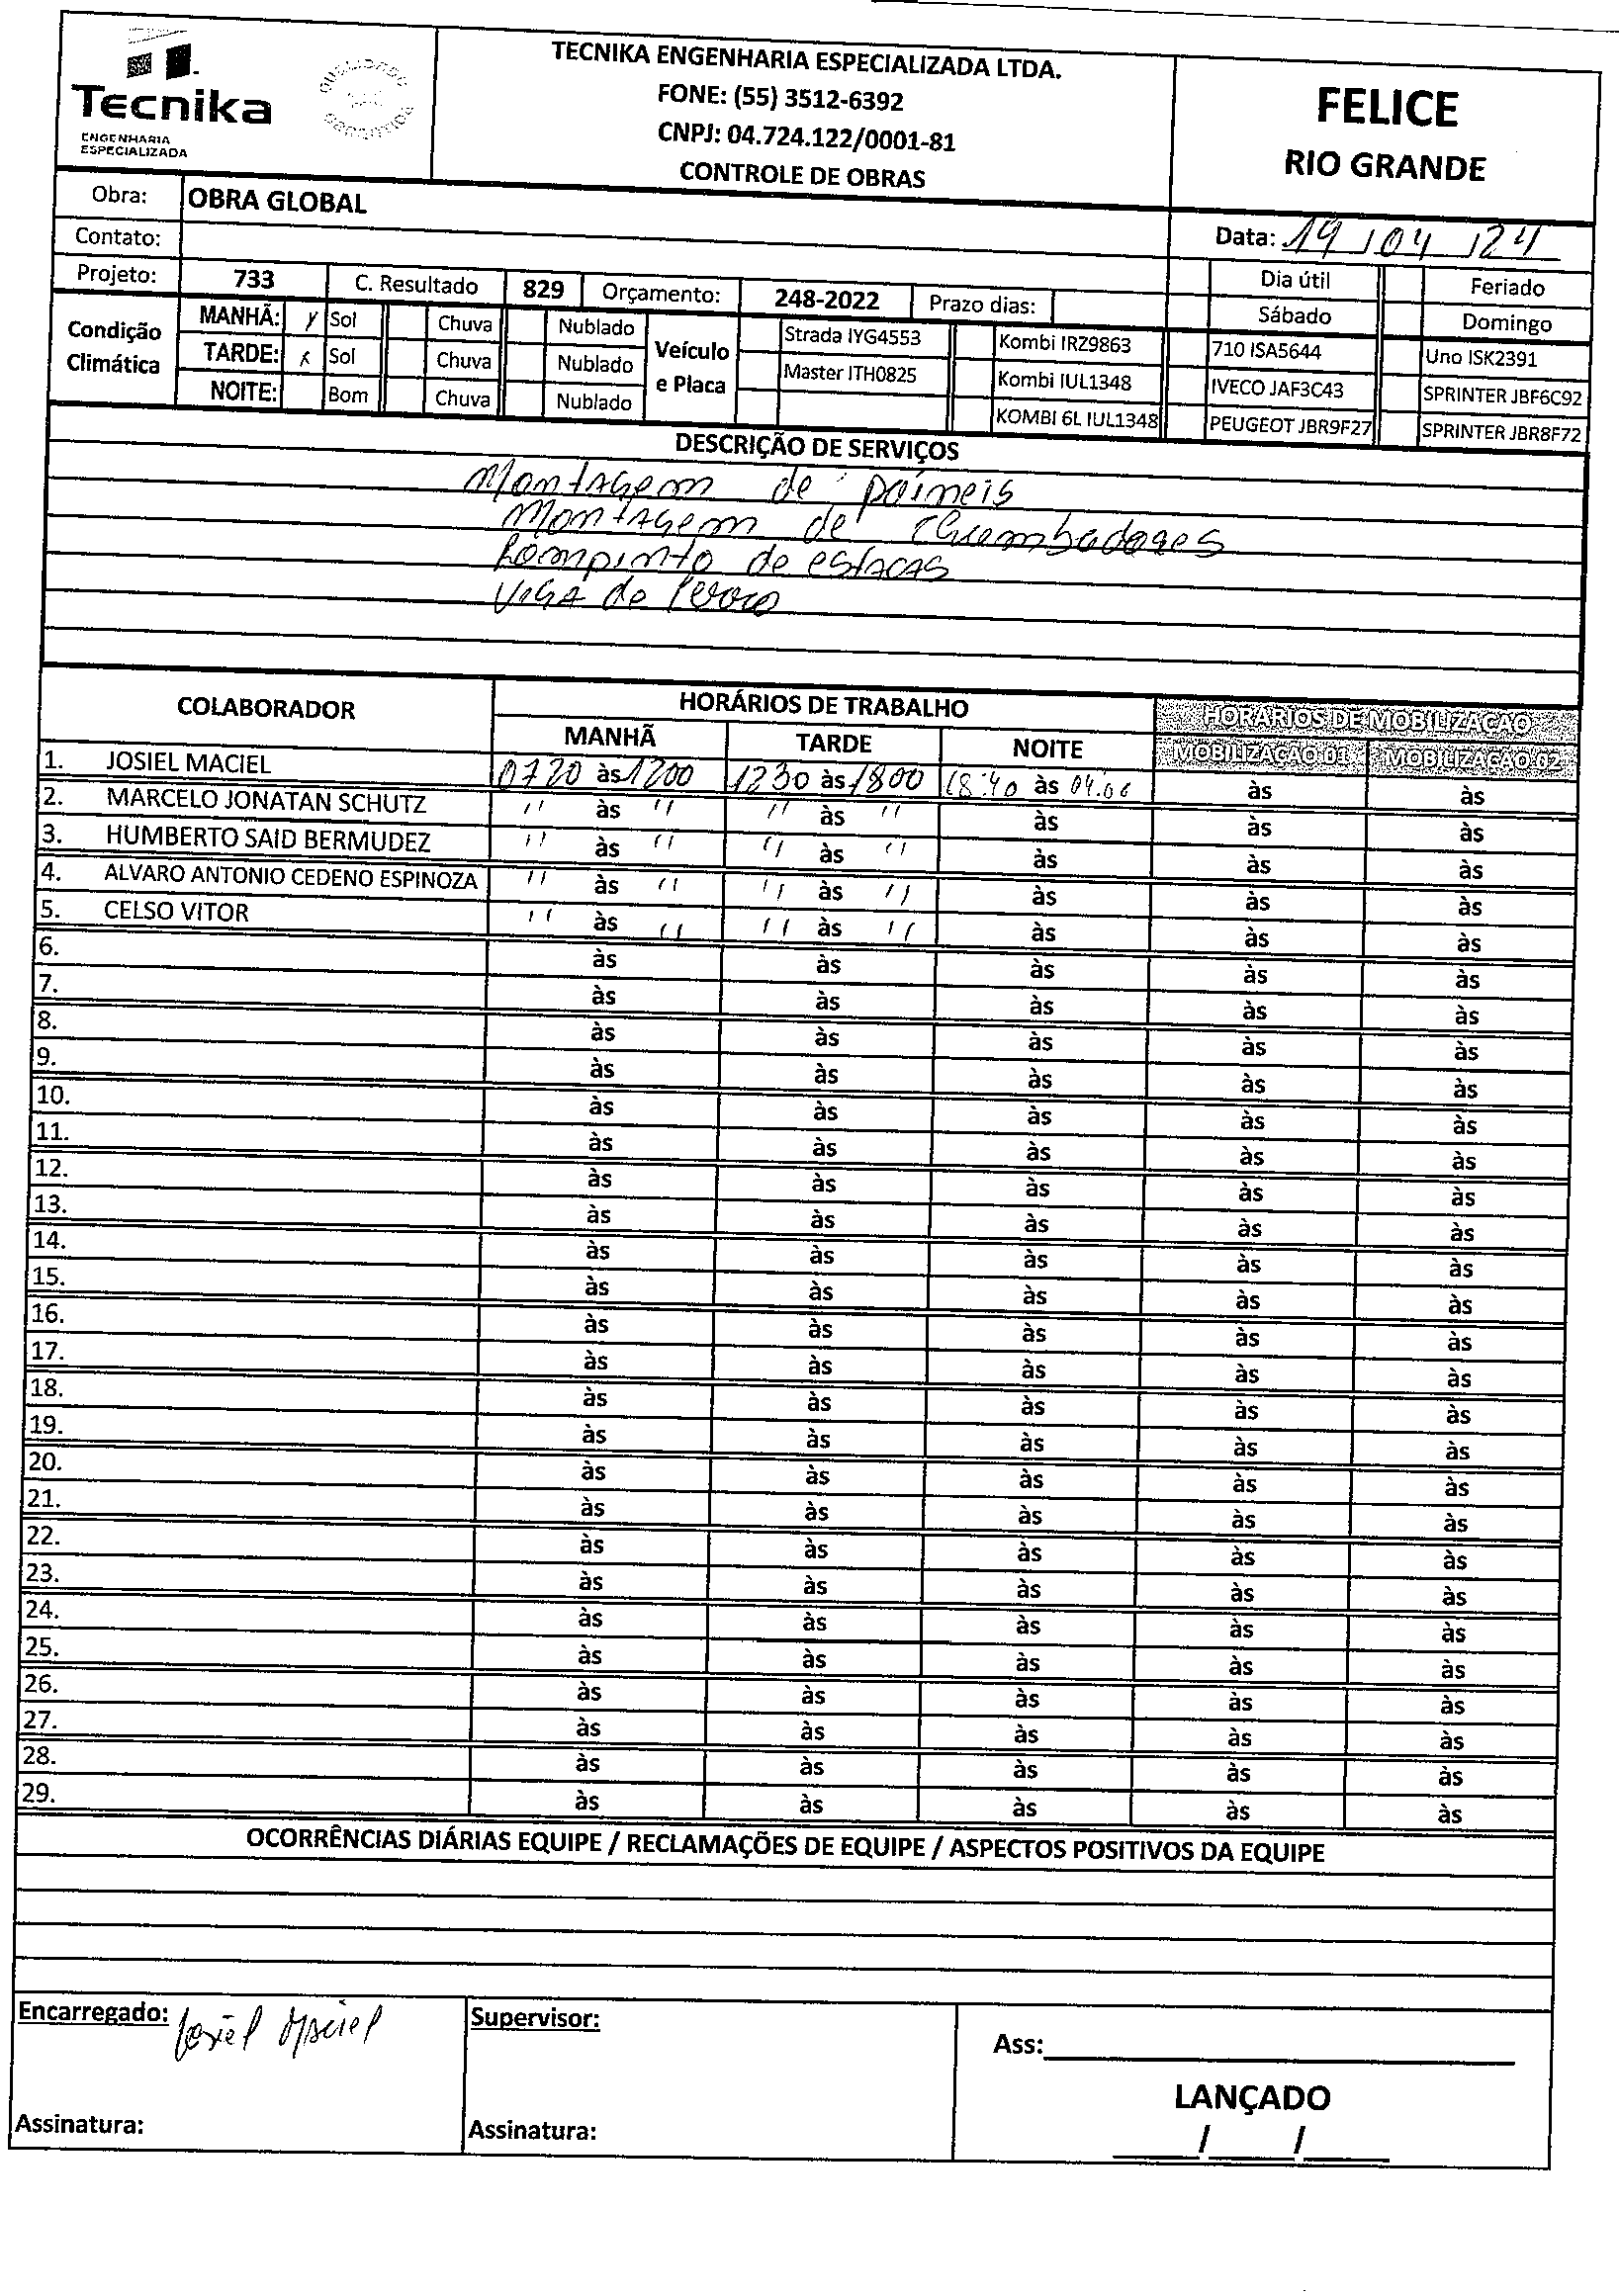 Tecnika
ENGENHARIA
ESPECIALIZADA
QUALIDADE
GARANTIDA
TECNIKA ENGENHARIA ESPECIALIZADA LTDA.
FONE: (55) 3512-6392
CNPJ: 04.724.122/0001-81
CONTROLE DE OBRAS
FELICE
RIO GRANDE
Obra: OBRA GLOBAL
Contato:
Data: 19/04/24
Projeto: 733 C. Resultado 829 Orçamento: 248-2022 Prazo dias: Dia útil Feriado
Sábado Domingo
Condição Climática
MANHÃ: x Sol Chuva Nublado
TARDE: x Sol Chuva Nublado
NOITE: Bom Chuva Nublado
Veículo e Placa
Strada IYG4553 Kombi IRZ9863 710 ISA5644 Uno ISK2391
Master ITH0825 Kombi IUL1348 IVECO JAF3C43 SPRINTER JBF6C92
KOMBI 6L IUL1348 PEUGEOT JBR9F27 SPRINTER JBR8F72
DESCRIÇÃO DE SERVIÇOS
Montagem de paineis
Montagem de chumbadores
Rompinto de estacas
Viga de
COLABORADOR HORÁRIOS DE TRABALHO HORÁRIOS DE MOBILIZAÇÃO
MANHÃ TARDE NOITE MOBILIZAÇÃO 01 MOBILIZAÇÃO 02
1. JOSIEL MACIEL 0720 às 1200 1230 às 1800 18:40 às 04:00 às às
2. MARCELO JONATAN SCHUTZ " às " " às " às às às
3. HUMBERTO SAID BERMUDEZ " às " " às " às às às
4. ALVARO ANTONIO CEDENO ESPINOZA " às " " às " às às às
5. CELSO VITOR " às " " às " às às às
6. às às às às às
7. às às às às às
8. às às às às às
9. às às às às às
10. às às às às às
11. às às às às às
12. às às às às às
13. às às às às às
14. às às às às às
15. às às às às às
16. às às às às às
17. às às às às às
18. às às às às às
19. às às às às às
20. às às às às às
21. às às às às às
22. às às às às às
23. às às às às às
24. às às às às às
25. às às às às às
26. às às às às às
27. às às às às às
28. às às às às às
29. às às às às às
OCORRÊNCIAS DIÁRIAS EQUIPE / RECLAMAÇÕES DE EQUIPE / ASPECTOS POSITIVOS DA EQUIPE
Encarregado: Josiel Maciel Supervisor:
Ass:
LANÇADO
Assinatura: Assinatura:
/ /